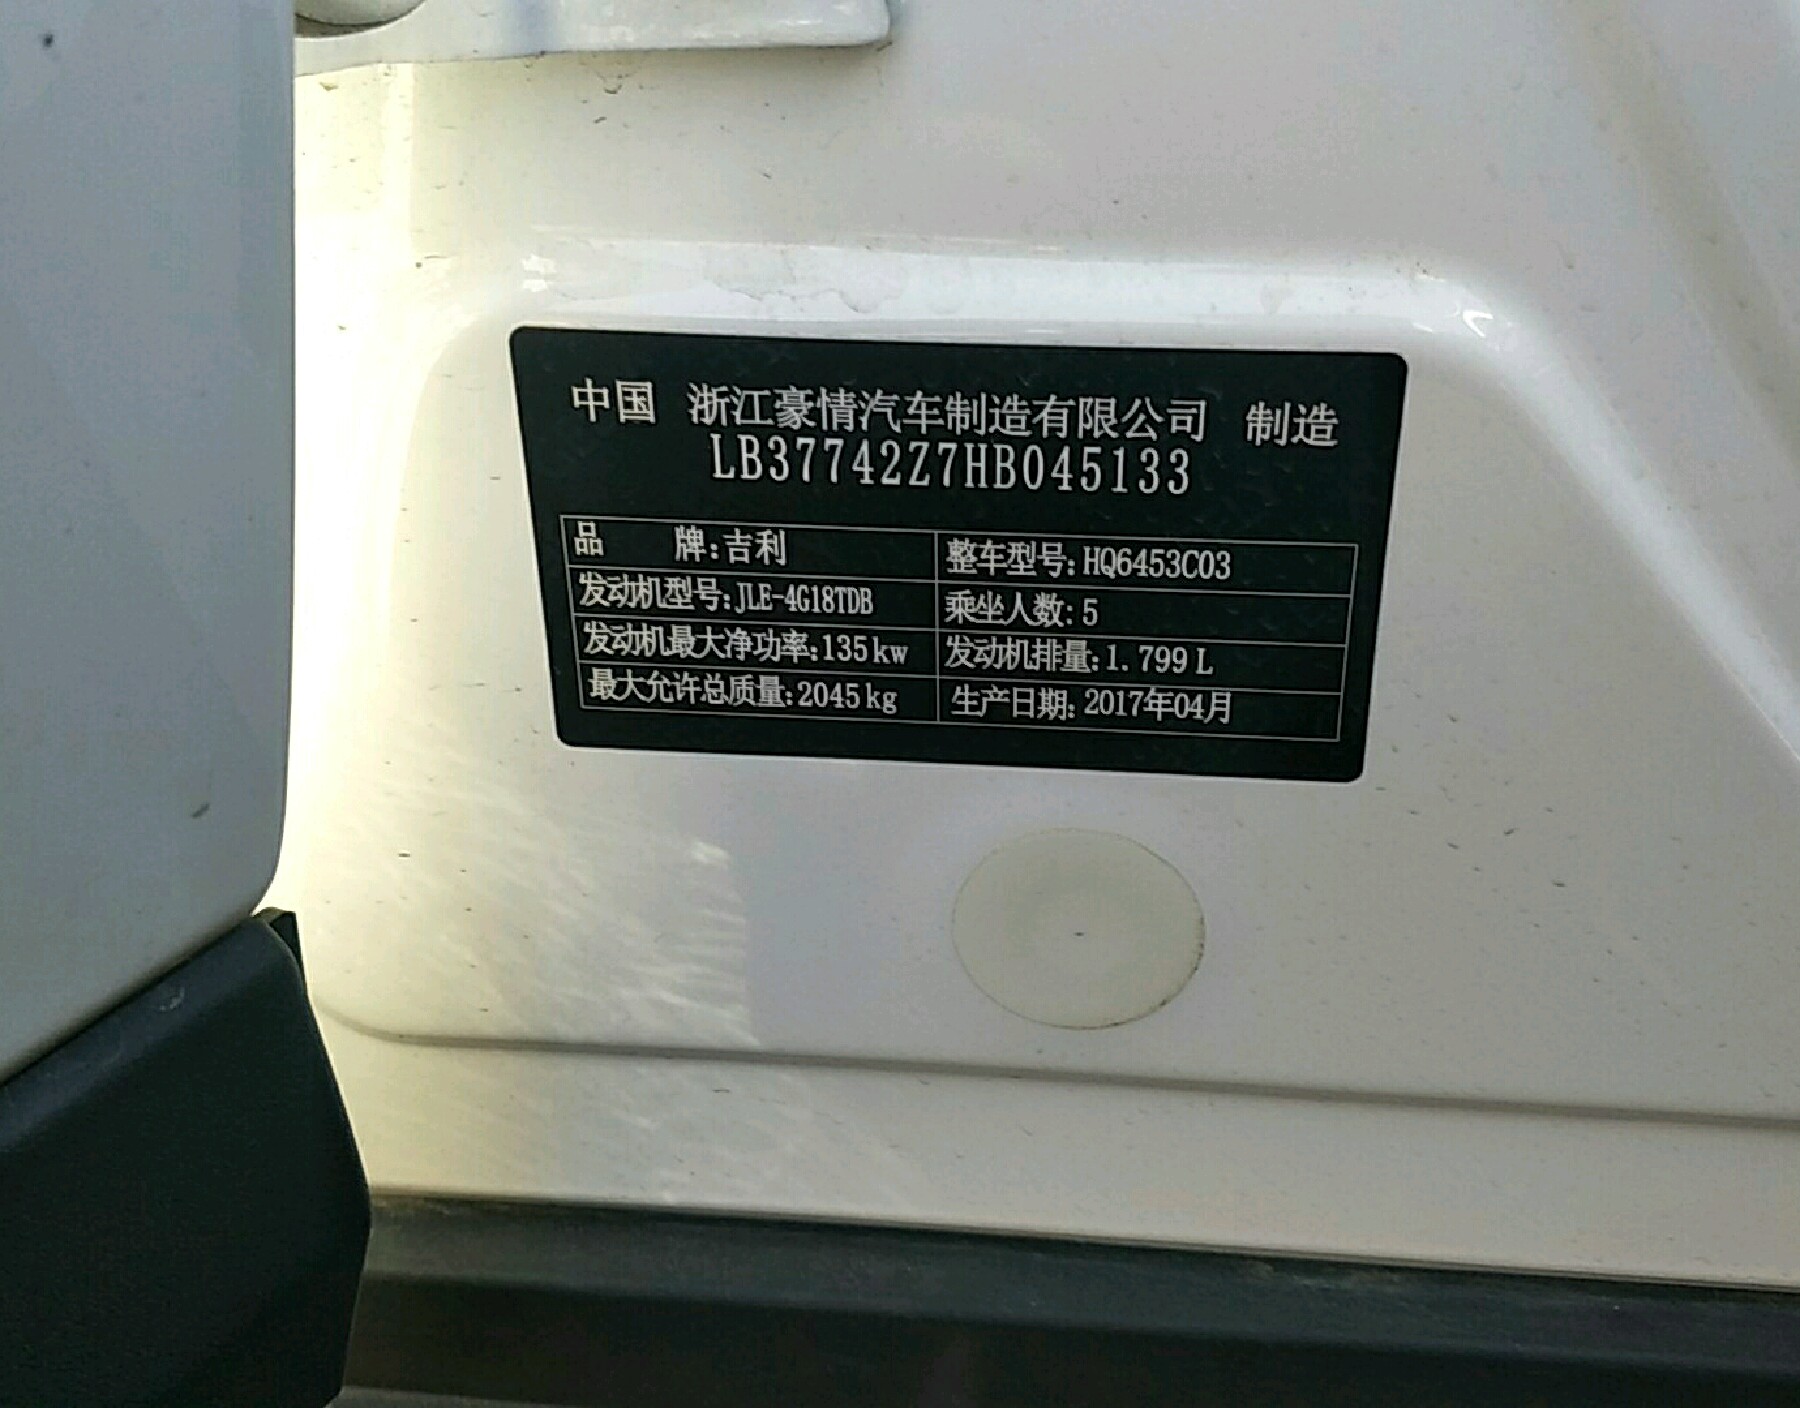 中国 浙江豪情汽车制造有限公司 制造
LB37742Z7HB045133
品 牌:吉利 整车型号:HQ6453C03
发动机型号:JLE-4G18TDB 乘坐人数:5
发动机最大净功率:135kw 发动机排量:1.799L
最大允许总质量:2045kg 生产日期:2017年04月